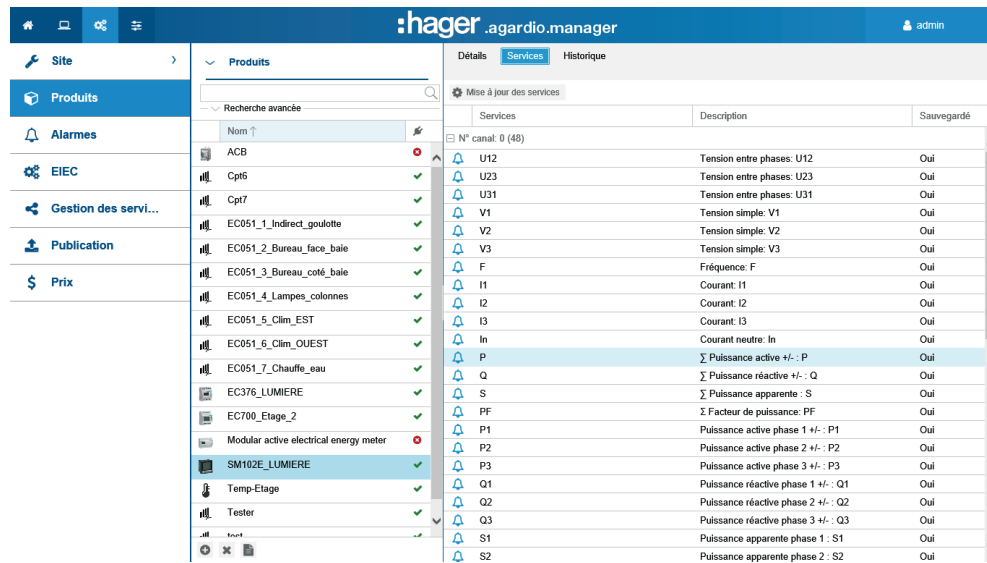 :hager .agardio.manager
admin
Site
Produits
Alarmes
EIEC
Gestion des servi...
Publication
Prix
Produits
Recherche avancée
Nom
ACB
Cpt6
Cpt7
EC051_1_Indirect_goulotte
EC051_2_Bureau_face_baie
EC051_3_Bureau_coté_baie
EC051_4_Lampes_colonnes
EC051_5_Clim_EST
EC051_6_Clim_OUEST
EC051_7_Chauffe_eau
EC376_LUMIERE
EC700_Etage_2
Modular active electrical energy meter
SM102E_LUMIERE
Temp-Etage
Tester
test
Détails Services Historique
Mise à jour des services
Services Description Sauvegardé
N° canal: 0 (48)
U12 Tension entre phases: U12 Oui
U23 Tension entre phases: U23 Oui
U31 Tension entre phases: U31 Oui
V1 Tension simple: V1 Oui
V2 Tension simple: V2 Oui
V3 Tension simple: V3 Oui
F Fréquence: F Oui
I1 Courant: I1 Oui
I2 Courant: I2 Oui
I3 Courant: I3 Oui
In Courant neutre: In Oui
P ∑ Puissance active +/- : P Oui
Q ∑ Puissance réactive +/- : Q Oui
S ∑ Puissance apparente : S Oui
PF Σ Facteur de puissance: PF Oui
P1 Puissance active phase 1 +/- : P1 Oui
P2 Puissance active phase 2 +/- : P2 Oui
P3 Puissance active phase 3 +/- : P3 Oui
Q1 Puissance réactive phase 1 +/- : Q1 Oui
Q2 Puissance réactive phase 2 +/- : Q2 Oui
Q3 Puissance réactive phase 3 +/- : Q3 Oui
S1 Puissance apparente phase 1 : S1 Oui
S2 Puissance apparente phase 2 : S2 Oui